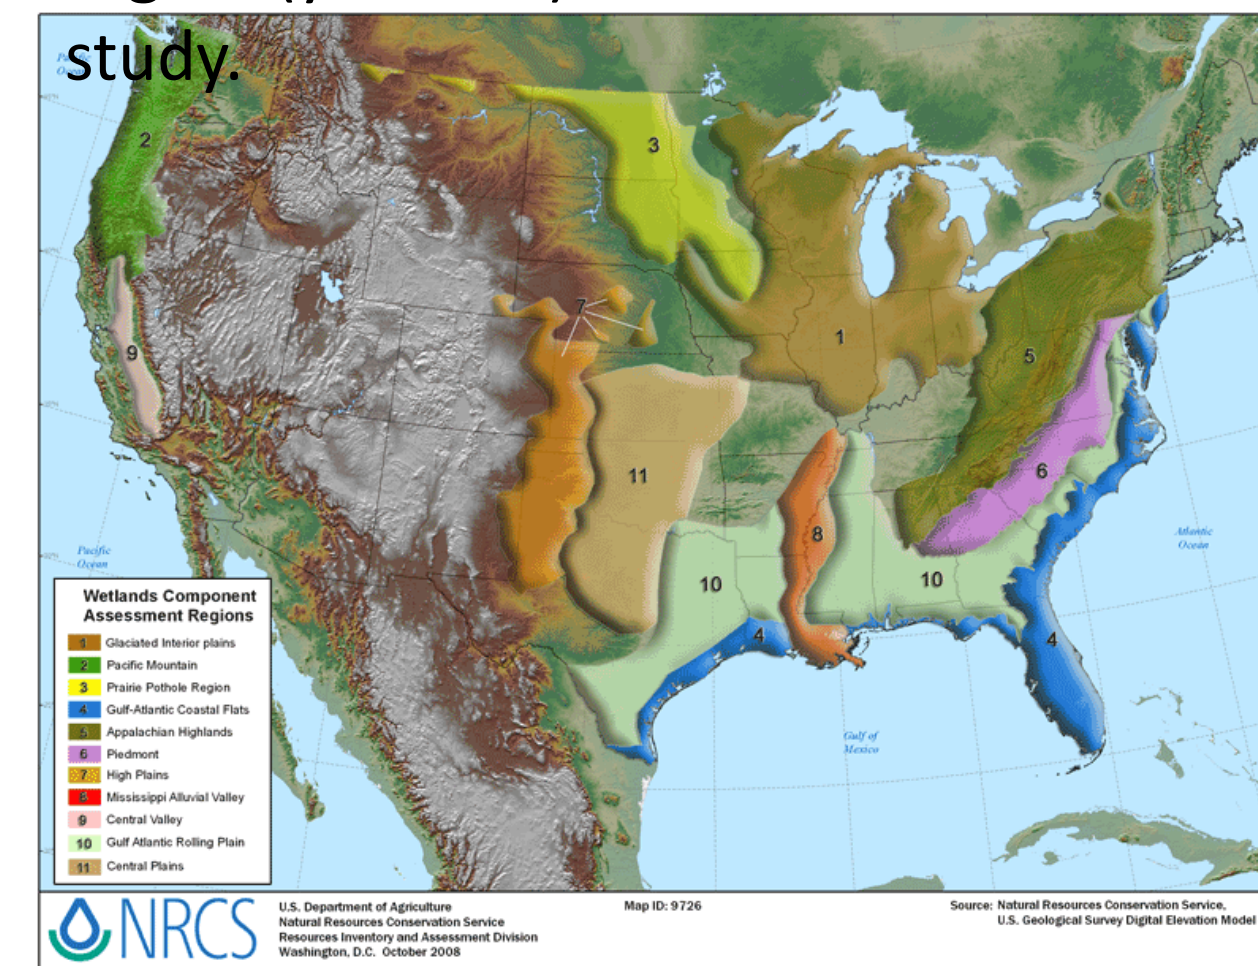 study.
Pacific
Ocean
2
3
7
1
5
9
11
6
8
10
10
4
4
Pacific
Ocean
Atlantic
Ocean
Gulf of
Mexico
Wetlands Component
Assessment Regions
1 Glaciated Interior plains
2 Pacific Mountain
3 Prairie Pothole Region
4 Gulf-Atlantic Coastal Flats
5 Appalachian Highlands
6 Piedmont
7 High Plains
8 Mississippi Alluvial Valley
9 Central Valley
10 Gulf Atlantic Rolling Plain
11 Central Plains
NRCS
U.S. Department of Agriculture
Natural Resources Conservation Service
Resources Inventory and Assessment Division
Washington, D.C. October 2008
Map ID: 9726
Source: Natural Resources Conservation Service,
U.S. Geological Survey Digital Elevation Model